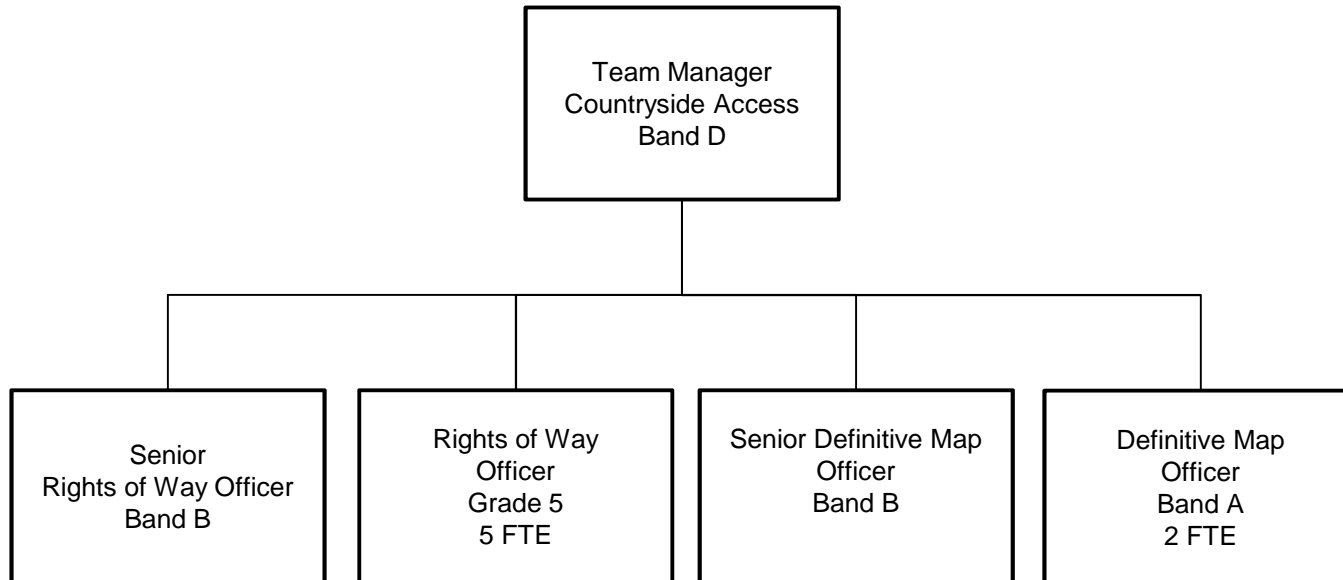 Team Manager
Countryside Access
Band D
Senior
Rights of Way Officer
Band B
Rights of Way
Officer
Grade 5
5 FTE
Senior Definitive Map
Officer
Band B
Definitive Map
Officer
Band A
2 FTE